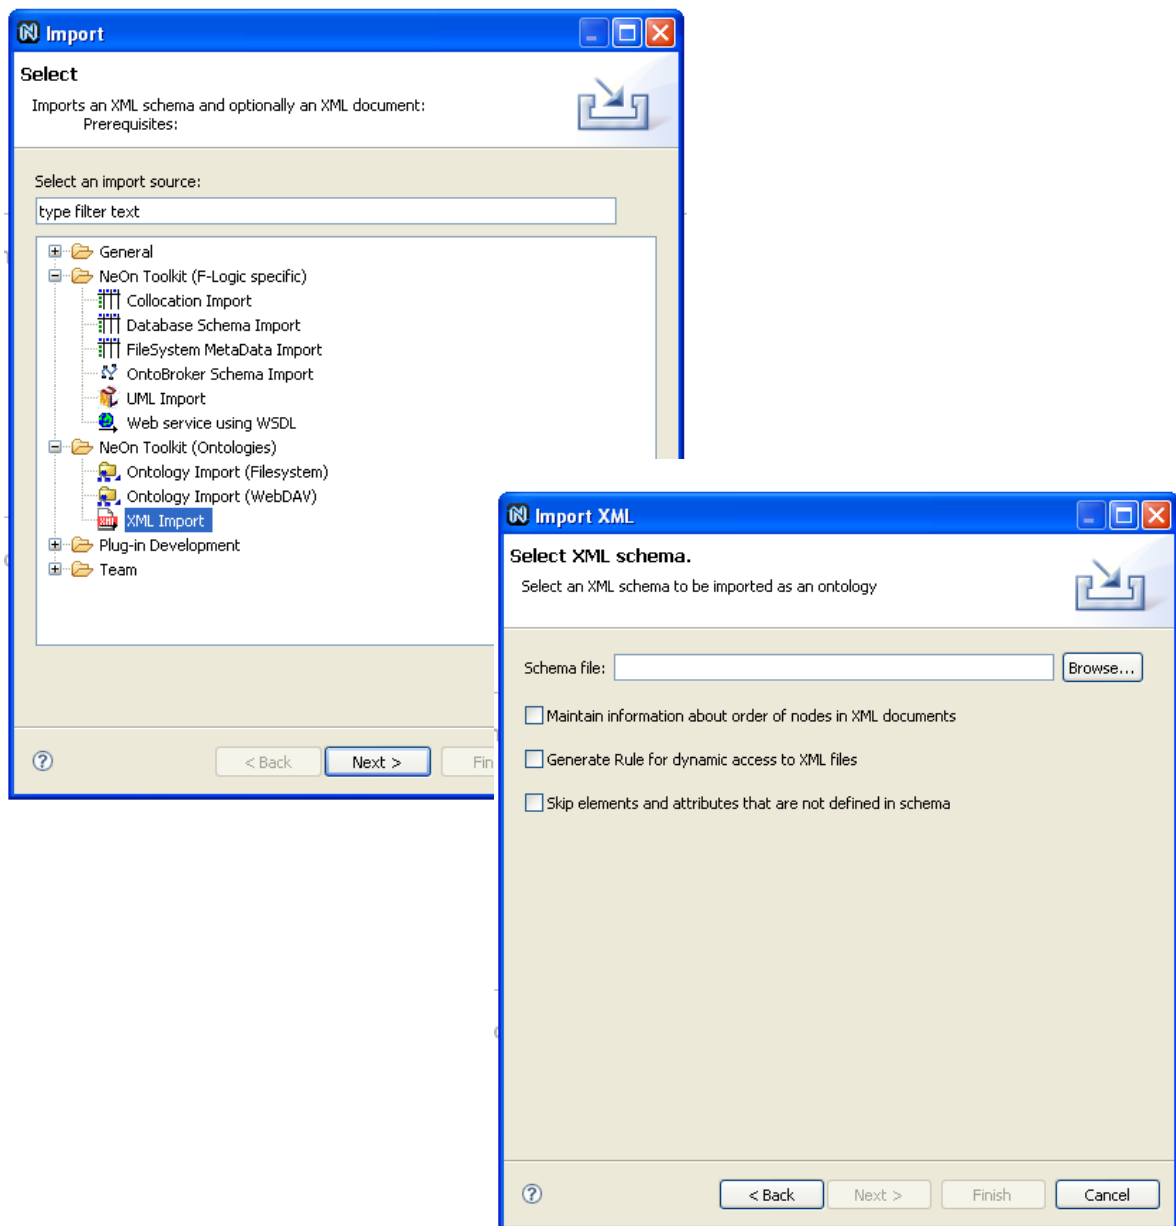 Import
Select
Imports an XML schema and optionally an XML document:
Prerequisites:
Select an import source:
type filter text
General
NeOn Toolkit (F-Logic specific)
Collocation Import
Database Schema Import
FileSystem MetaData Import
OntoBroker Schema Import
UML Import
Web service using WSDL
NeOn Toolkit (Ontologies)
Ontology Import (Filesystem)
Ontology Import (WebDAV)
XML Import
Plug-in Development
Team
< Back
Next >
Fin
Import XML
Select XML schema.
Select an XML schema to be imported as an ontology
Schema file:
Browse...
Maintain information about order of nodes in XML documents
Generate Rule for dynamic access to XML files
Skip elements and attributes that are not defined in schema
< Back
Next >
Finish
Cancel